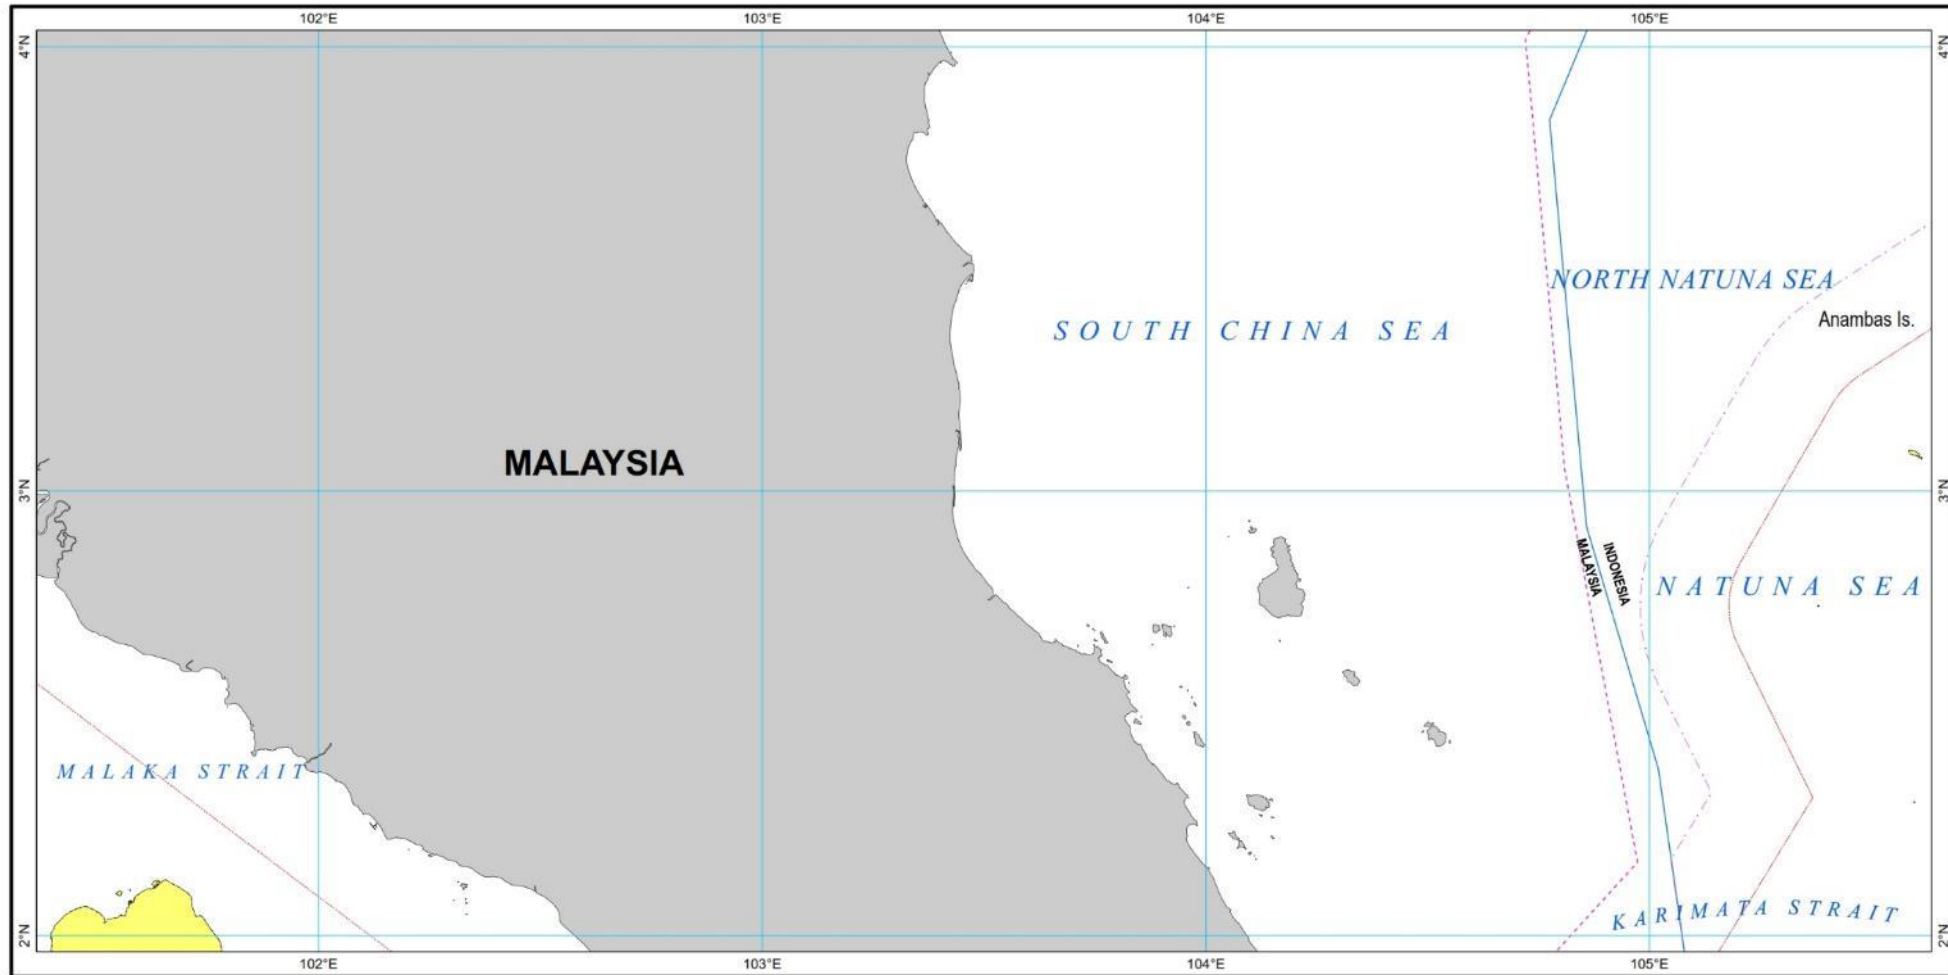 102°E 103°E 104°E 105°E
4°N 4°N
NORTH NATUNA SEA
Anambas Is.
SOUTH CHINA SEA
MALAYSIA
3°N 3°N
MALAYSIA
INDONESIA
NATUNA SEA
MALAKA STRAIT
KARIMATA STRAIT
2°N 2°N
102°E 103°E 104°E 105°E